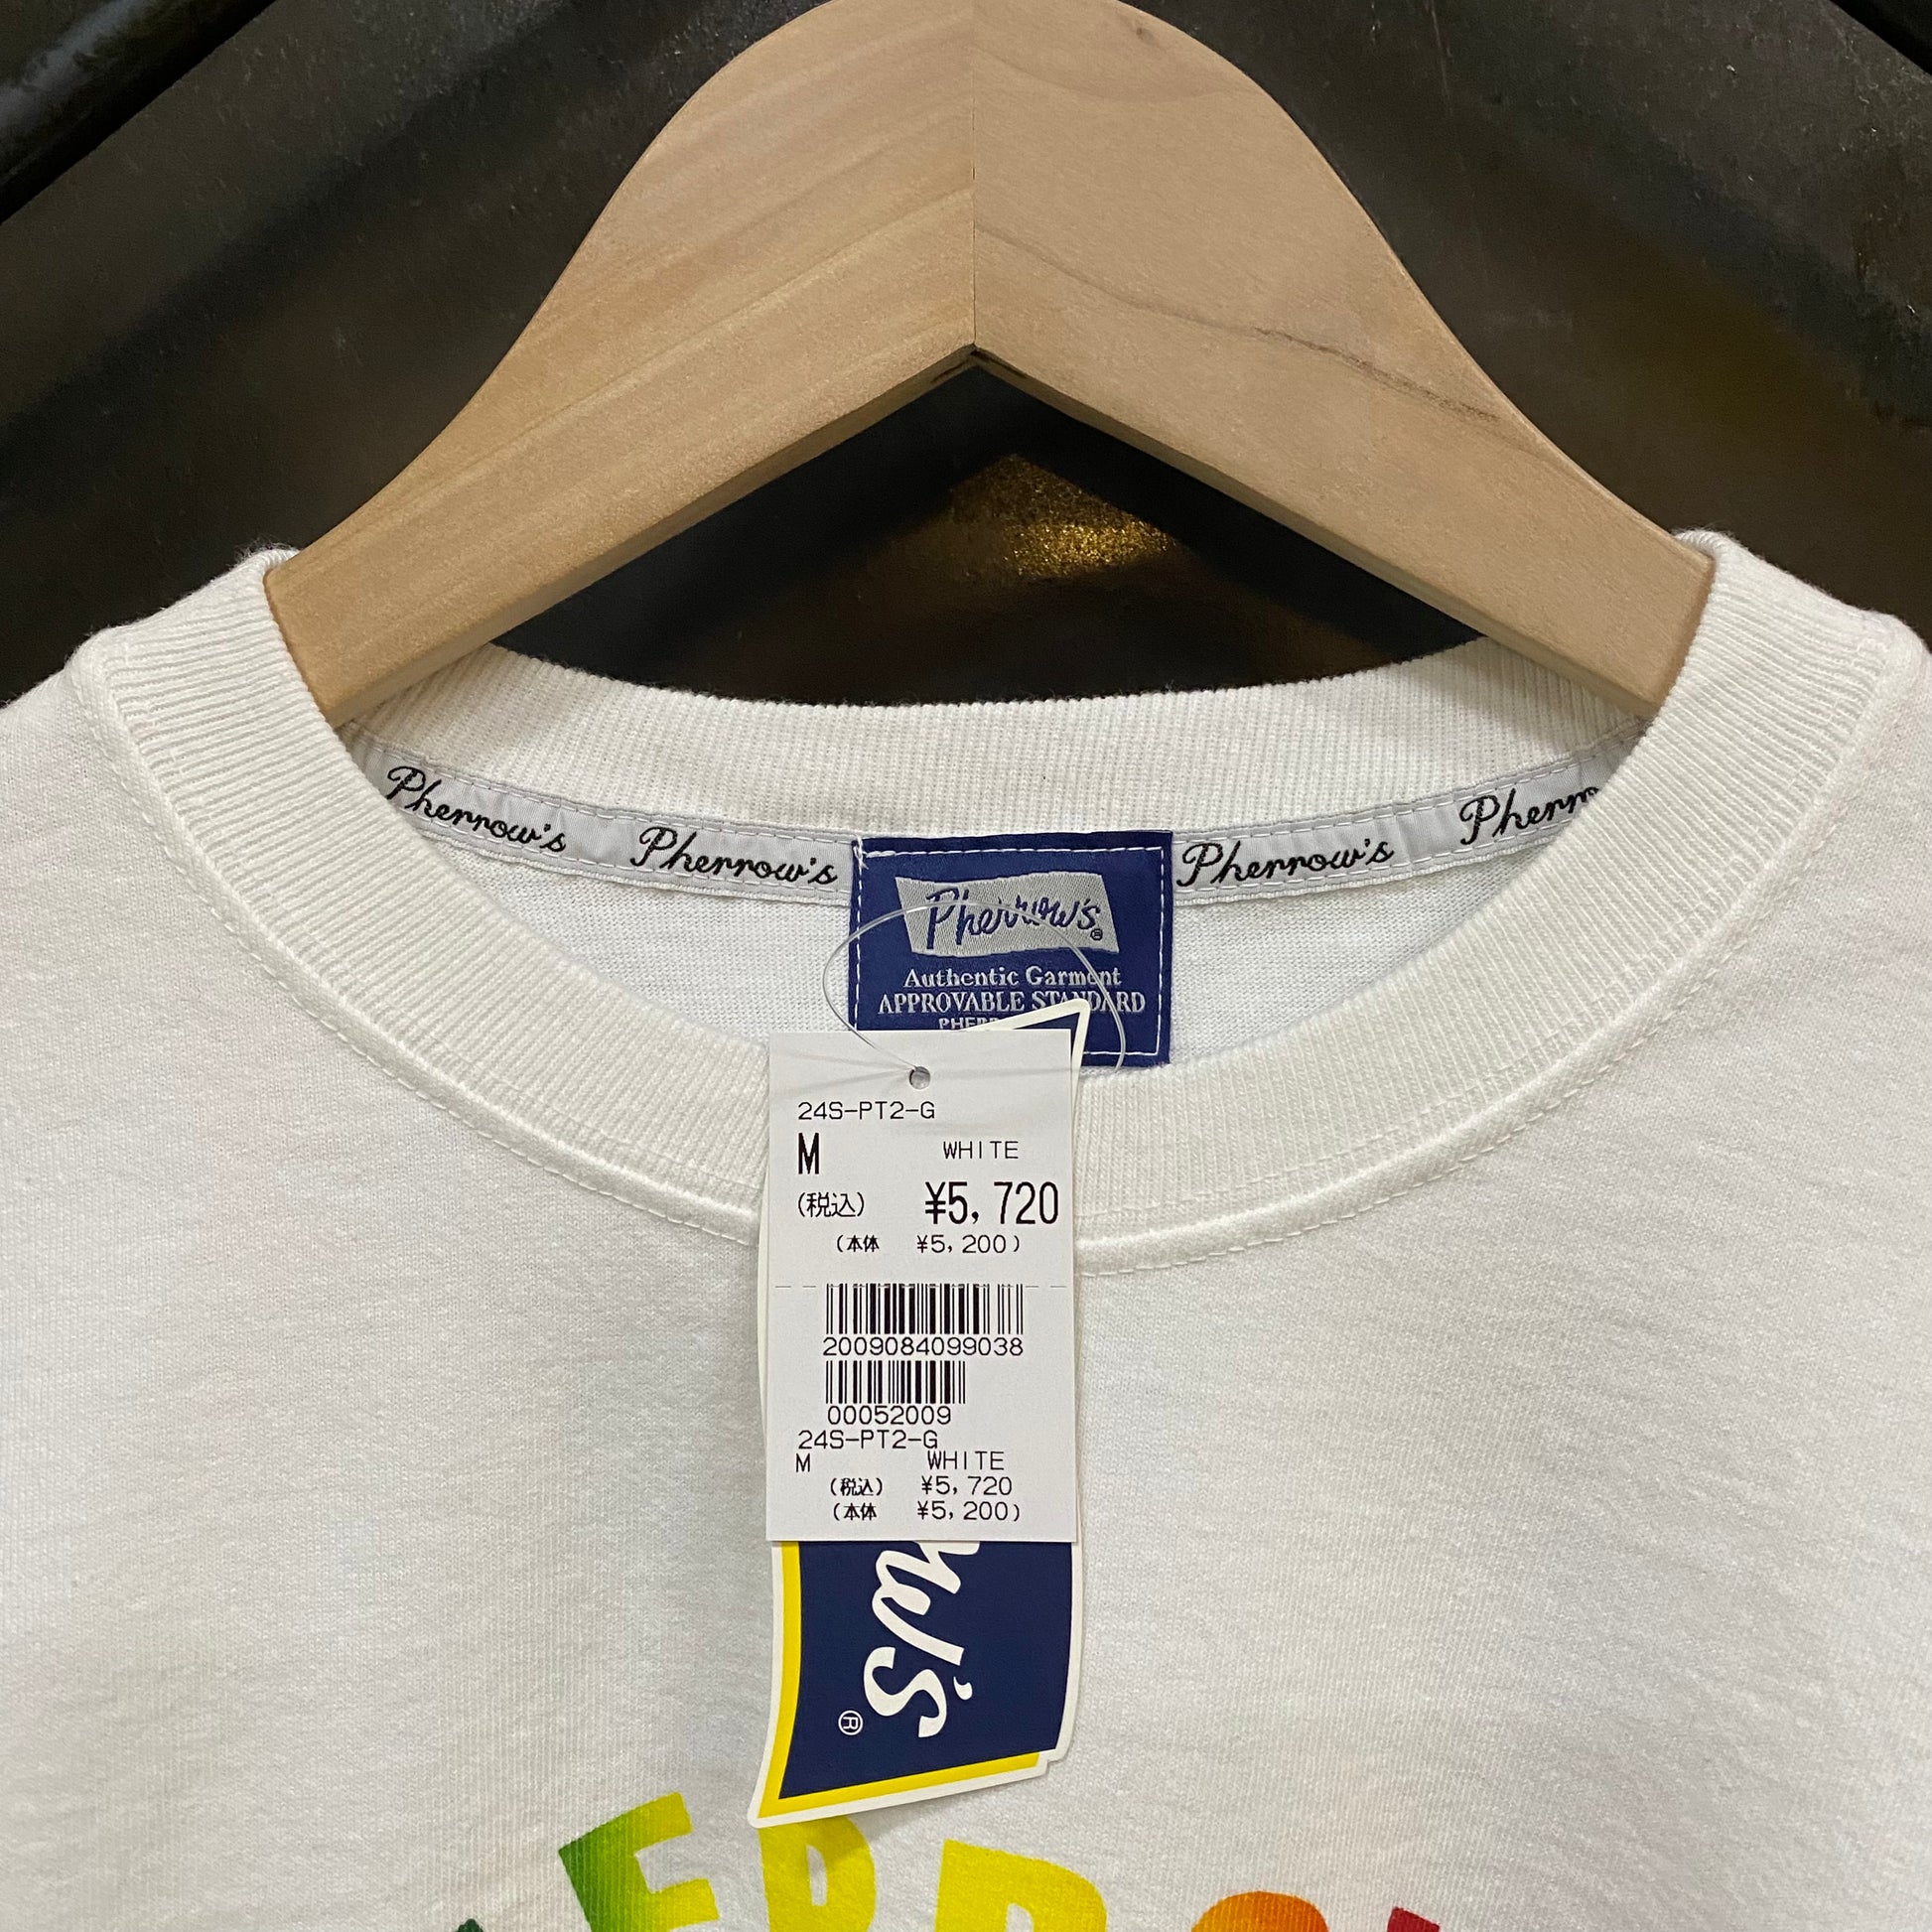 Pherrow's
Pherrow's
Pherrow's
Pherrow's®
Authentic Garment
APPROVABLE STANDARD
24S-PT2-G
M WHITE
(税込) ¥5,720
(本体 ¥5,200)
2009084099038
00052009
24S-PT2-G
M WHITE
(税込) ¥5,720
(本体 ¥5,200)
w's®